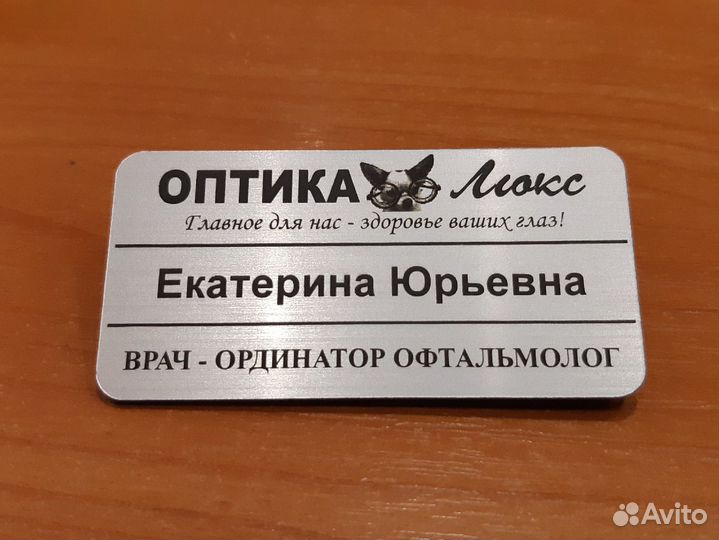 ОПТИКА Люкс
Главное для нас - здоровье ваших глаз!
Екатерина Юрьевна
ВРАЧ - ОРДИНАТОР ОФТАЛЬМОЛОГ
Avito